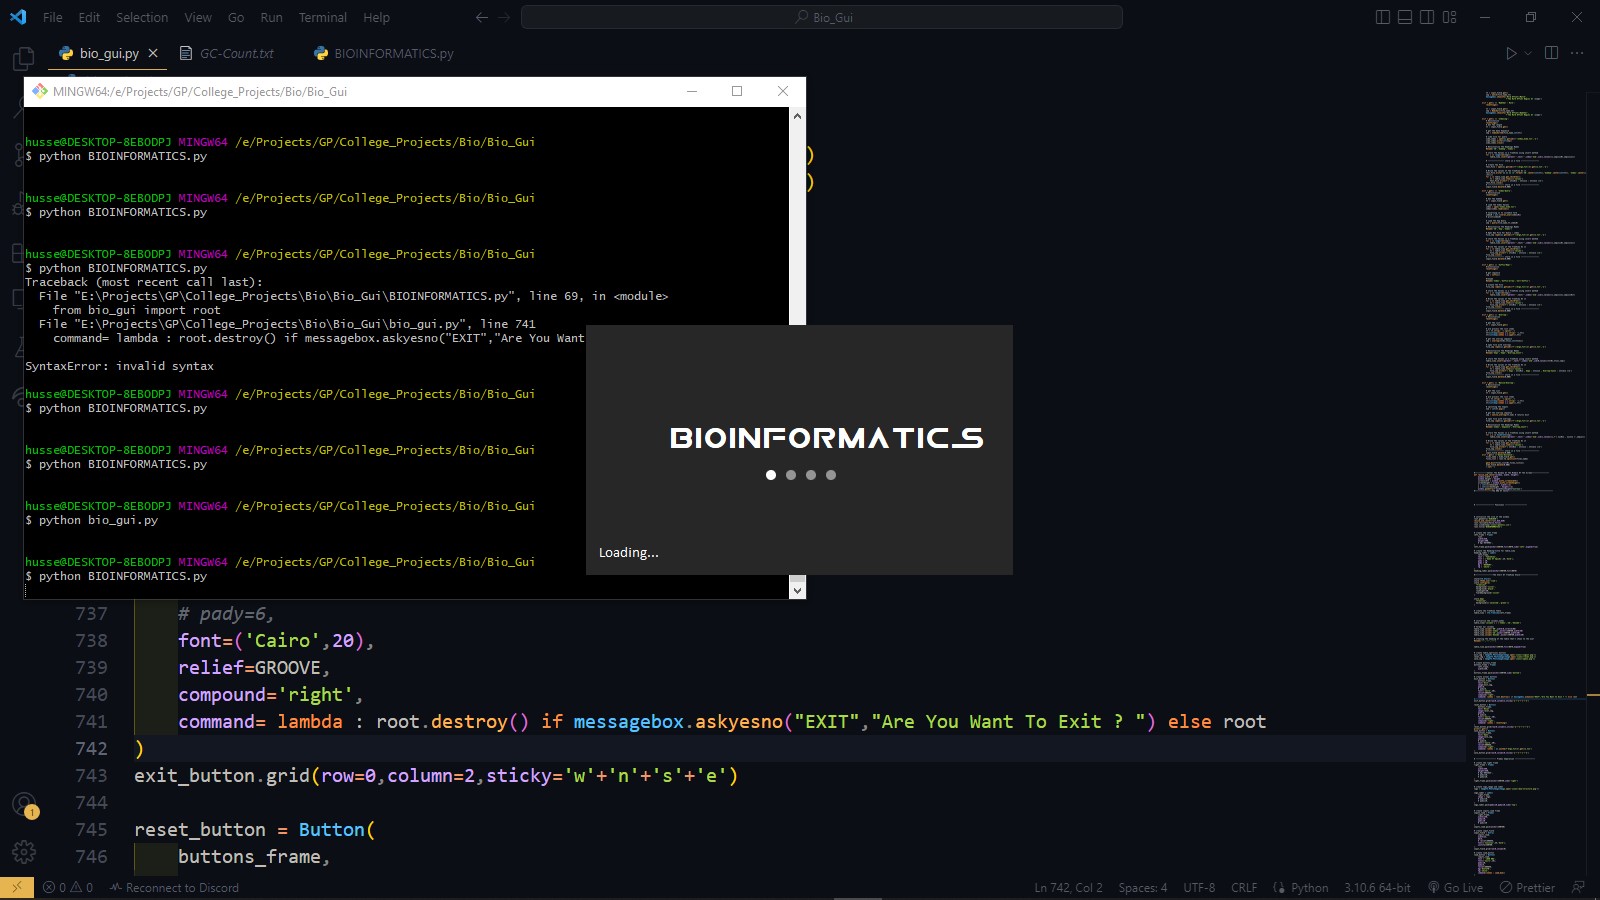 File Edit Selection View Go Run Terminal Help
Bio_Gui
bio_gui.py
GC-Count.txt
BIOINFORMATICS.py
MINGW64:/e/Projects/GP/College_Projects/Bio/Bio_Gui
husse@DESKTOP-8EBODPJ MINGW64 /e/Projects/GP/College_Projects/Bio/Bio_Gui
$ python BIOINFORMATICS.py
husse@DESKTOP-8EBODPJ MINGW64 /e/Projects/GP/College_Projects/Bio/Bio_Gui
$ python BIOINFORMATICS.py
husse@DESKTOP-8EBODPJ MINGW64 /e/Projects/GP/College_Projects/Bio/Bio_Gui
$ python BIOINFORMATICS.py
Traceback (most recent call last):
File "E:\Projects\GP\College_Projects\Bio\Bio_Gui\BIOINFORMATICS.py", line 69, in <module>
from bio_gui import root
File "E:\Projects\GP\College_Projects\Bio\Bio_Gui\bio_gui.py", line 741
command= lambda : root.destroy() if messagebox.askyesno("EXIT","Are You Want
SyntaxError: invalid syntax
husse@DESKTOP-8EBODPJ MINGW64 /e/Projects/GP/College_Projects/Bio/Bio_Gui
$ python BIOINFORMATICS.py
husse@DESKTOP-8EBODPJ MINGW64 /e/Projects/GP/College_Projects/Bio/Bio_Gui
$ python BIOINFORMATICS.py
husse@DESKTOP-8EBODPJ MINGW64 /e/Projects/GP/College_Projects/Bio/Bio_Gui
$ python bio_gui.py
husse@DESKTOP-8EBODPJ MINGW64 /e/Projects/GP/College_Projects/Bio/Bio_Gui
$ python BIOINFORMATICS.py
)
)
BIOINFORMATICS
Loading...
737 # pady=6,
738 font=('Cairo',20),
739 relief=GROOVE,
740 compound='right',
741 command= lambda : root.destroy() if messagebox.askyesno("EXIT","Are You Want To Exit ? ") else root
742 )
743 exit_button.grid(row=0,column=2,sticky='w'+'n'+'s'+'e')
744
745 reset_button = Button(
746 buttons_frame,
1
0 0 Reconnect to Discord
Ln 742, Col 2 Spaces: 4 UTF-8 CRLF Python 3.10.6 64-bit Go Live Prettier